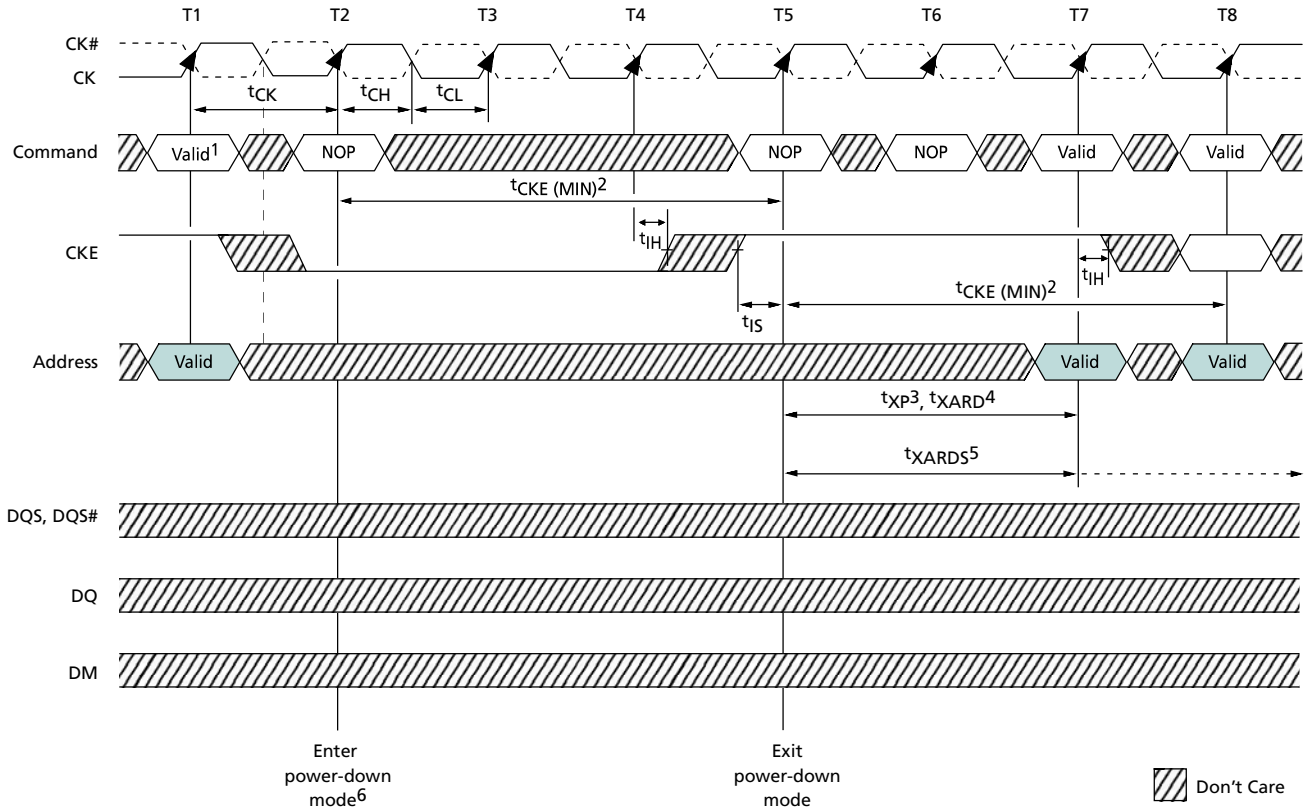 T1 T2 T3 T4 T5 T6 T7 T8
CK#
CK
tCK tCH tCL
Command Valid1 NOP NOP NOP Valid Valid
tCKE (MIN)2
CKE
tIH
tIH
tCKE (MIN)2
tIS
Address Valid Valid Valid
tXP3, tXARD4
tXARDS5
DQS, DQS#
DQ
DM
Enter
power-down
mode6
Exit
power-down
mode
Don't Care